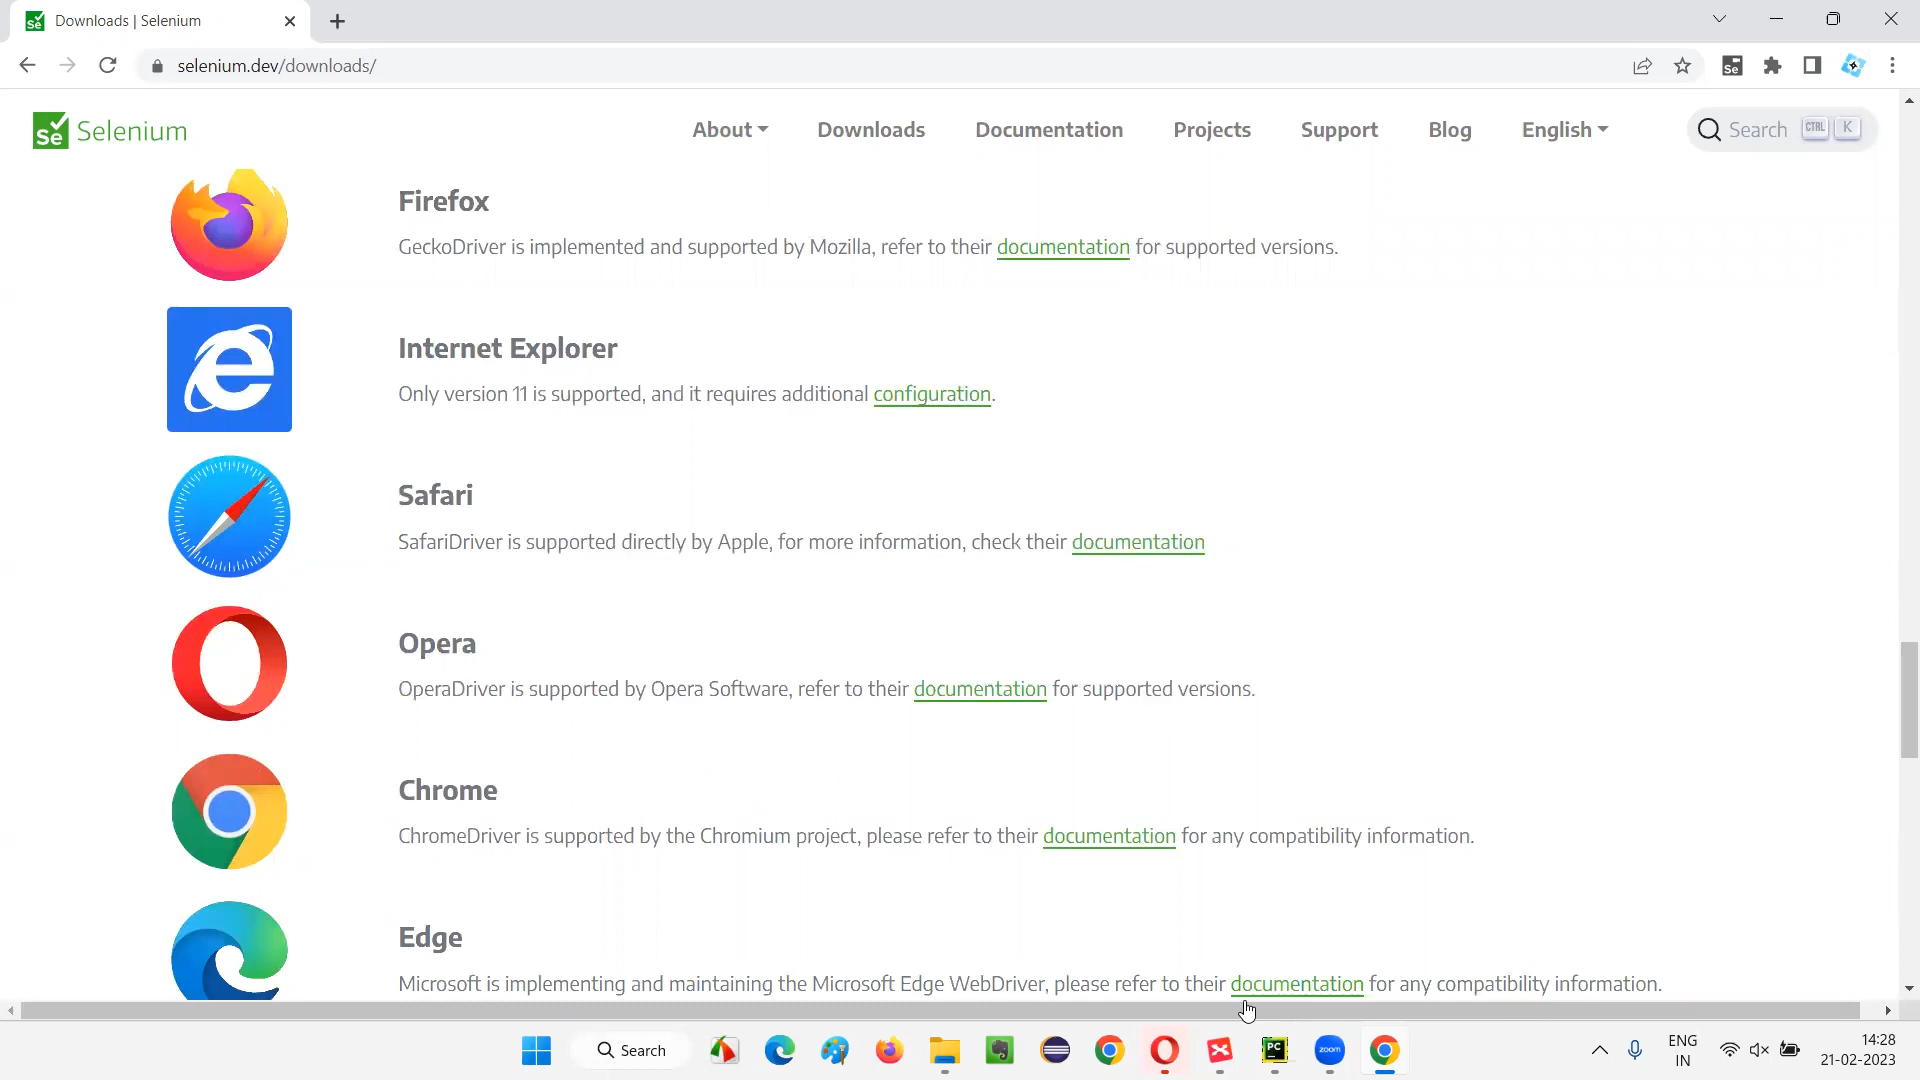 Downloads | Selenium
selenium.dev/downloads/
Se
Se Selenium
About
Downloads
Documentation
Projects
Support
Blog
English
Search CTRL K
Firefox
GeckoDriver is implemented and supported by Mozilla, refer to their documentation for supported versions.
Internet Explorer
Only version 11 is supported, and it requires additional configuration.
Safari
SafariDriver is supported directly by Apple, for more information, check their documentation
Opera
OperaDriver is supported by Opera Software, refer to their documentation for supported versions.
Chrome
ChromeDriver is supported by the Chromium project, please refer to their documentation for any compatibility information.
Edge
Microsoft is implementing and maintaining the Microsoft Edge WebDriver, please refer to their documentation for any compatibility information.
Search
PC
zoom
ENG
IN
14:28
21-02-2023